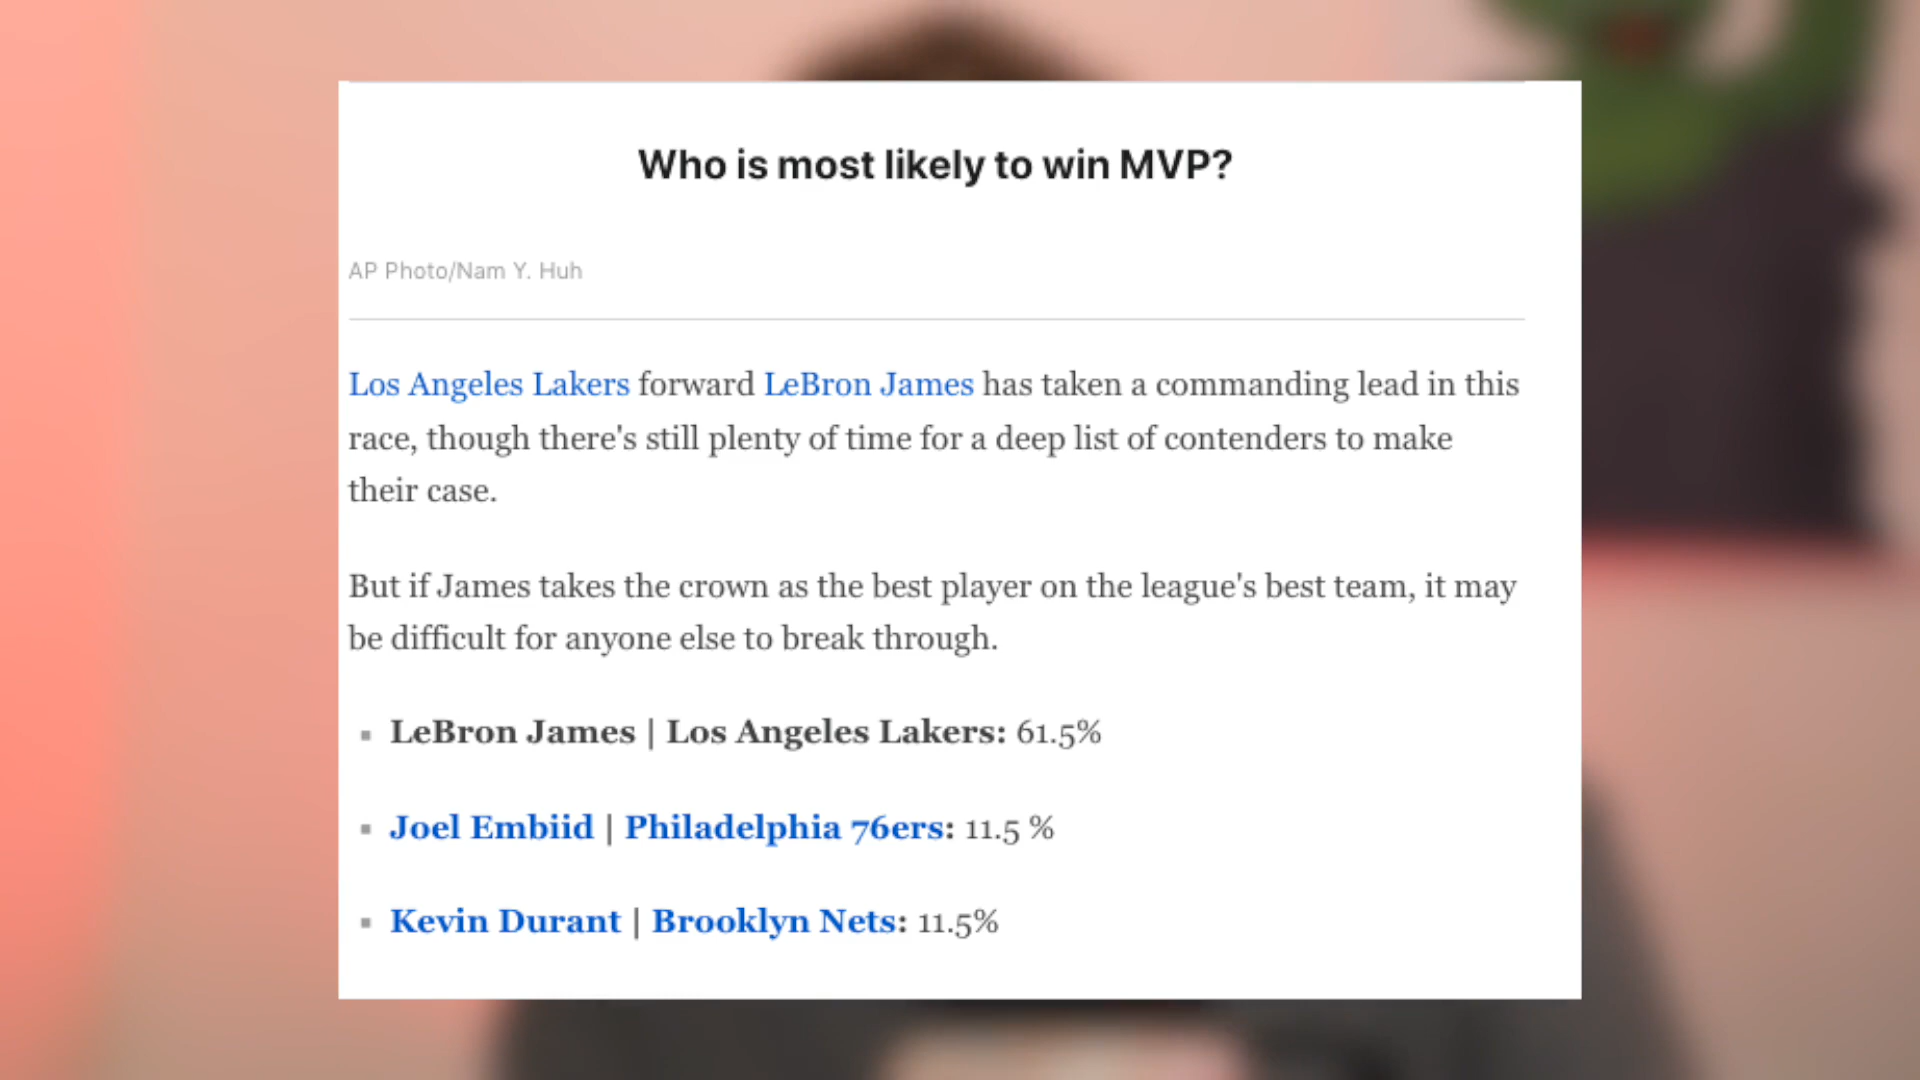 Who is most likely to win MVP?
AP Photo/Nam Y. Huh
Los Angeles Lakers forward LeBron James has taken a commanding lead in this
race, though there's still plenty of time for a deep list of contenders to make
their case.
But if James takes the crown as the best player on the league's best team, it may
be difficult for anyone else to break through.
▪ LeBron James | Los Angeles Lakers: 61.5%
▪ Joel Embiid | Philadelphia 76ers: 11.5 %
▪ Kevin Durant | Brooklyn Nets: 11.5%